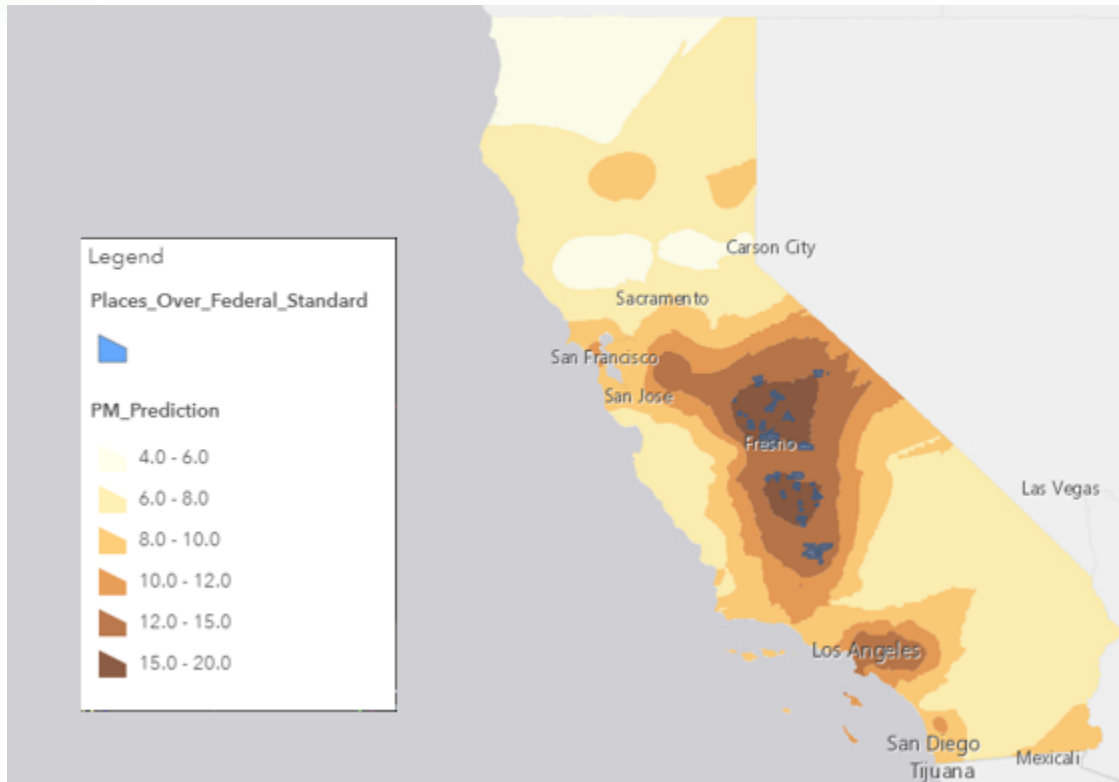 Legend
Places_Over_Federal_Standard
PM_Prediction
4.0 - 6.0
6.0 - 8.0
8.0 - 10.0
10.0 - 12.0
12.0 - 15.0
15.0 - 20.0
Carson City
Sacramento
San Francisco
San Jose
Fresno
Las Vegas
Los Angeles
San Diego
Mexicali
Tijuana